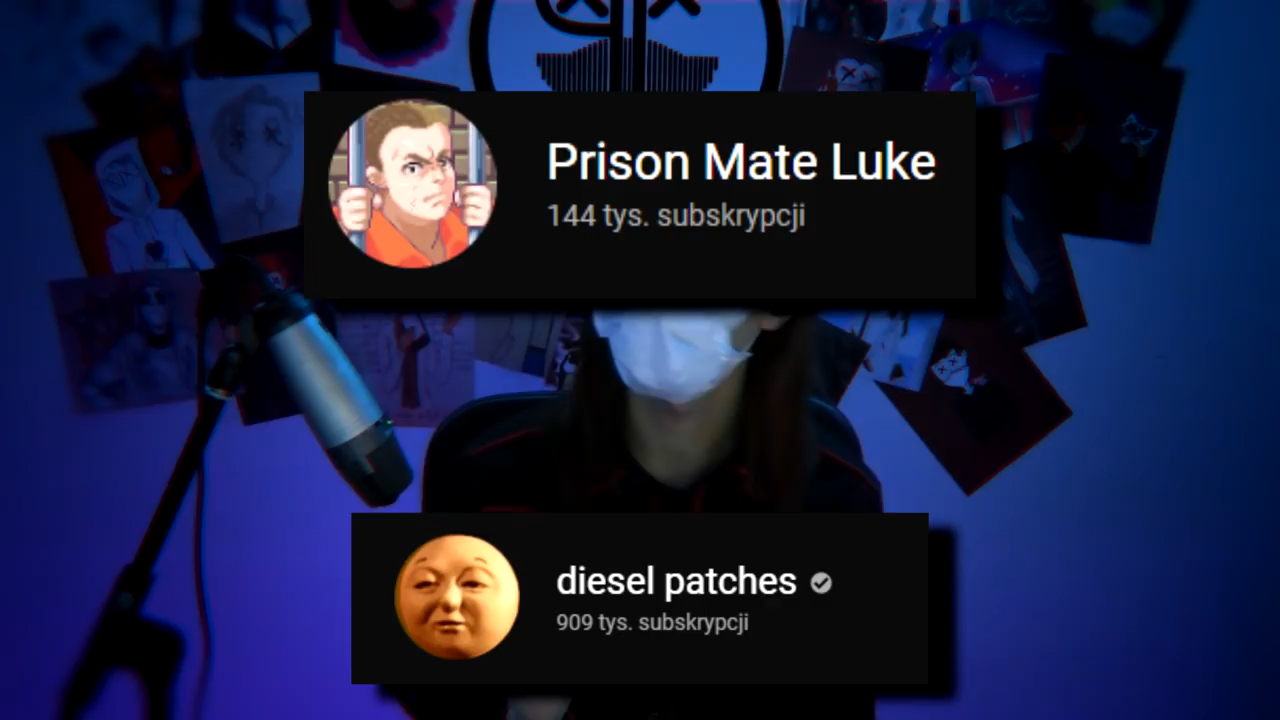 Prison Mate Luke
144 tys. subskrypcji
diesel patches
909 tys. subskrypcji